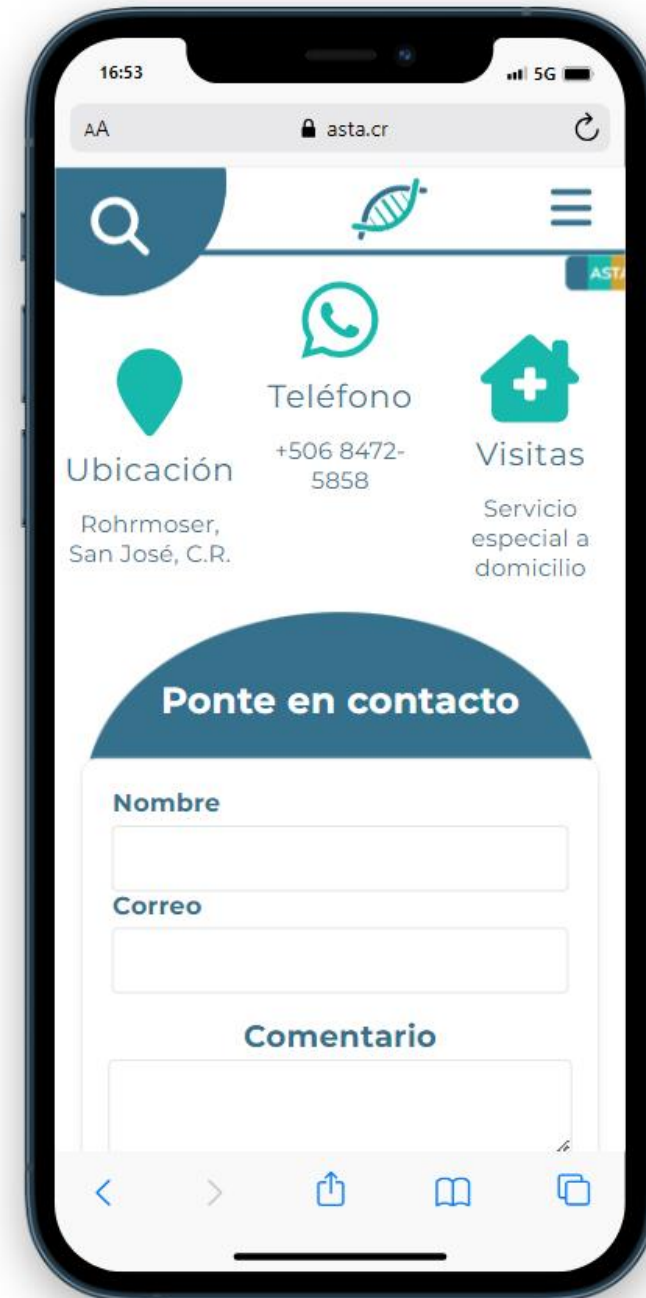 16:53
5G
AA
asta.cr
ASTA
Teléfono
+506 8472-
5858
Ubicación
Rohrmoser,
San José, C.R.
Visitas
Servicio
especial a
domicilio
Ponte en contacto
Nombre
Correo
Comentario